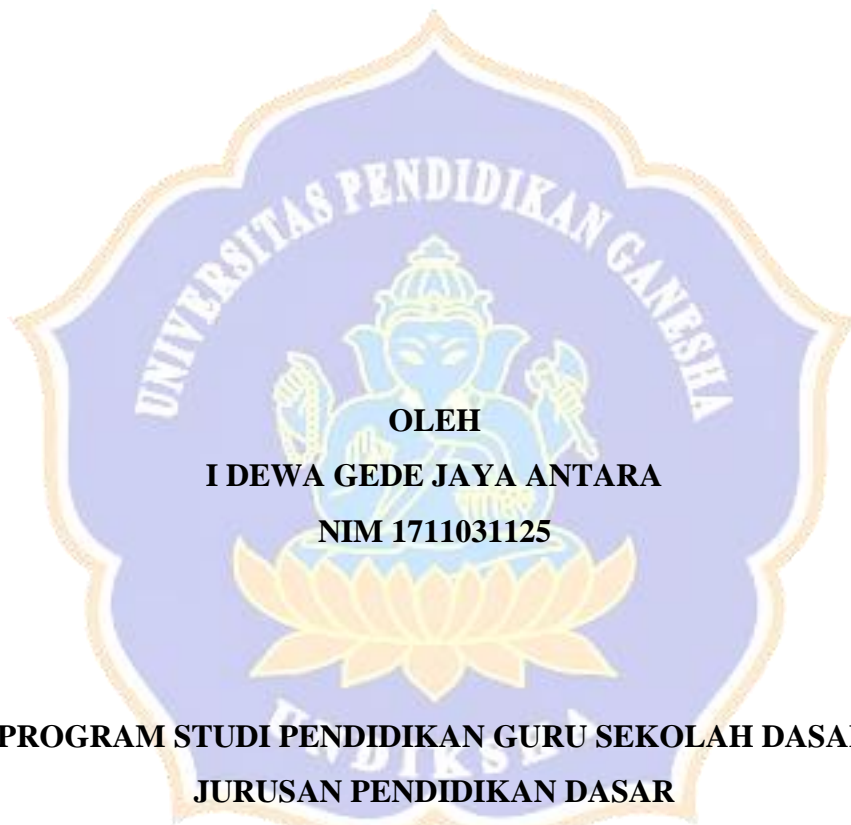 UNIVERSITAS PENDIDIKAN GANESHA
OLEH
I DEWA GEDE JAYA ANTARA
NIM 1711031125
PROGRAM STUDI PENDIDIKAN GURU SEKOLAH DASAR
JURUSAN PENDIDIKAN DASAR
UNDIKSHA